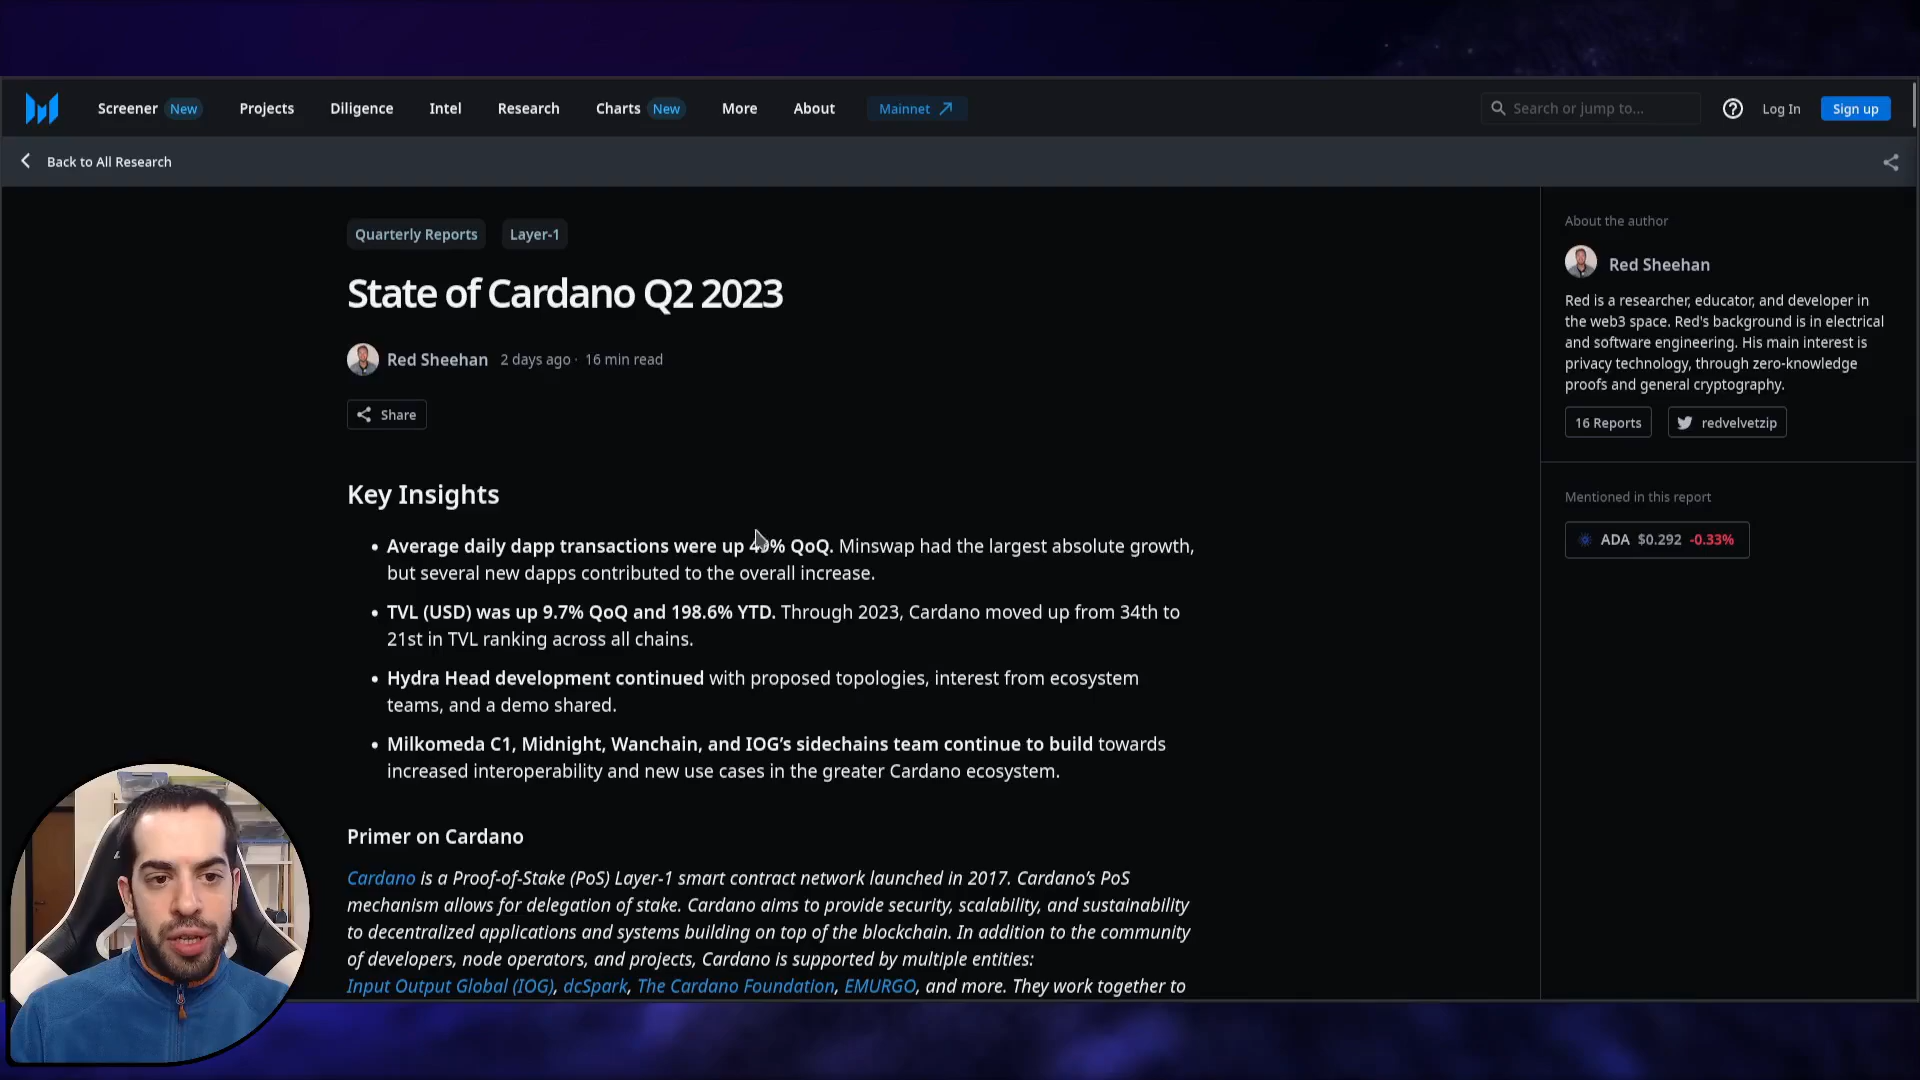 Screener New Projects Diligence Intel Research Charts New More About Mainnet Search or jump to... Log In Sign up
Back to All Research
Quarterly Reports Layer-1
State of Cardano Q2 2023
Red Sheehan 2 days ago · 16 min read
Share
Key Insights
• Average daily dapp transactions were up % QoQ. Minswap had the largest absolute growth,
but several new dapps contributed to the overall increase.
• TVL (USD) was up 9.7% QoQ and 198.6% YTD. Through 2023, Cardano moved up from 34th to
21st in TVL ranking across all chains.
• Hydra Head development continued with proposed topologies, interest from ecosystem
teams, and a demo shared.
• Milkomeda C1, Midnight, Wanchain, and IOG’s sidechains team continue to build towards
increased interoperability and new use cases in the greater Cardano ecosystem.
Primer on Cardano
Cardano is a Proof-of-Stake (PoS) Layer-1 smart contract network launched in 2017. Cardano’s PoS
mechanism allows for delegation of stake. Cardano aims to provide security, scalability, and sustainability
to decentralized applications and systems building on top of the blockchain. In addition to the community
of developers, node operators, and projects, Cardano is supported by multiple entities:
Input Output Global (IOG), dcSpark, The Cardano Foundation, EMURGO, and more. They work together to
About the author
Red Sheehan
Red is a researcher, educator, and developer in
the web3 space. Red's background is in electrical
and software engineering. His main interest is
privacy technology, through zero-knowledge
proofs and general cryptography.
16 Reports redvelvetzip
Mentioned in this report
ADA $0.292 -0.33%